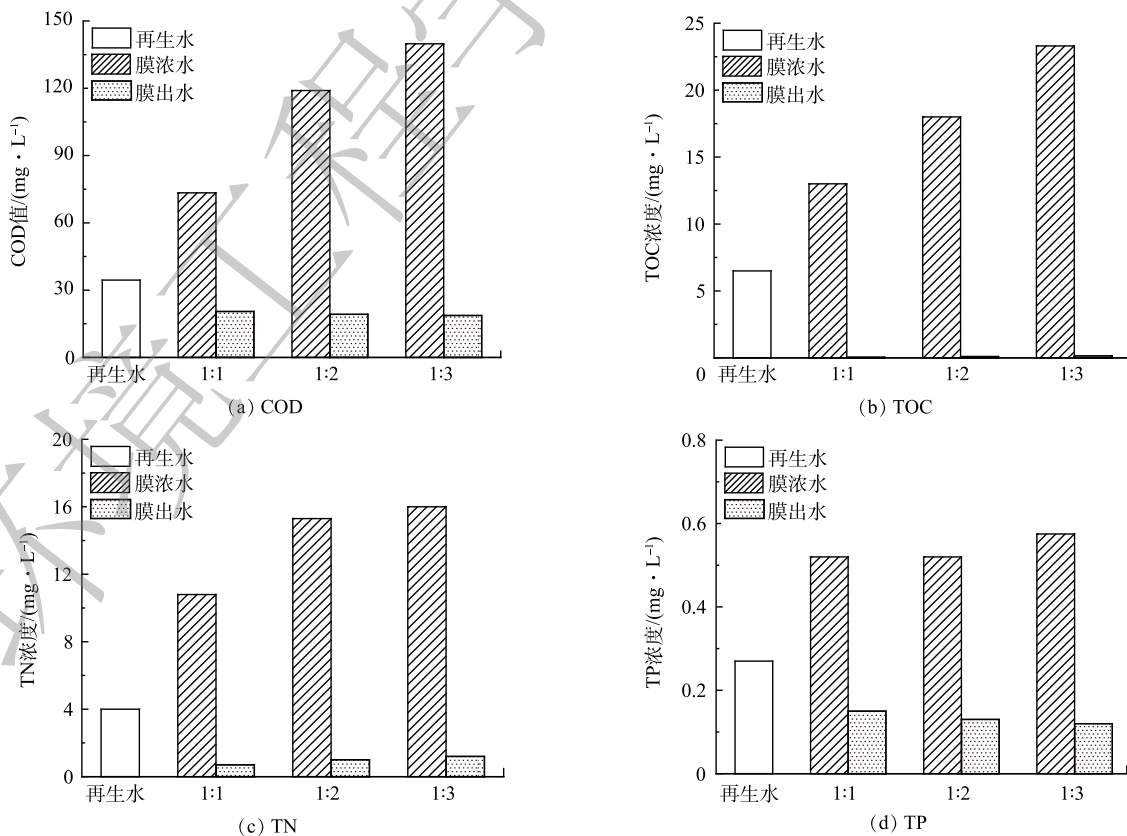 150
120
90
60
30
0
COD值/(mg·L⁻¹)
再生水
膜浓水
膜出水
再生水 1:1 1:2 1:3
(a) COD
25
20
15
10
5
0
TOC浓度/(mg·L⁻¹)
再生水
膜浓水
膜出水
再生水 1:1 1:2 1:3
(b) TOC
20
16
12
8
4
0
TN浓度/(mg·L⁻¹)
再生水
膜浓水
膜出水
再生水 1:1 1:2 1:3
(c) TN
0.8
0.6
0.4
0.2
0
TP浓度/(mg·L⁻¹)
再生水
膜浓水
膜出水
再生水 1:1 1:2 1:3
(d) TP
环境工程学